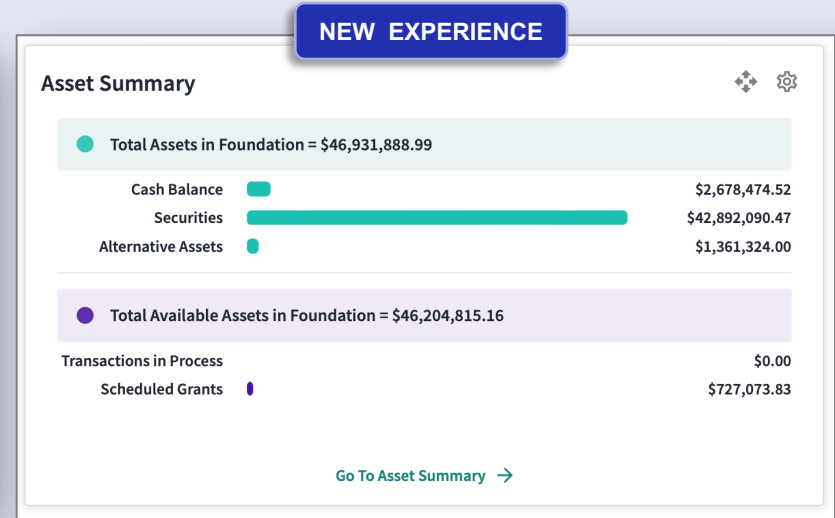 NEW EXPERIENCE
Asset Summary
Total Assets in Foundation = $46,931,888.99
Cash Balance $2,678,474.52
Securities $42,892,090.47
Alternative Assets $1,361,324.00
Total Available Assets in Foundation = $46,204,815.16
Transactions in Process $0.00
Scheduled Grants $727,073.83
Go To Asset Summary →